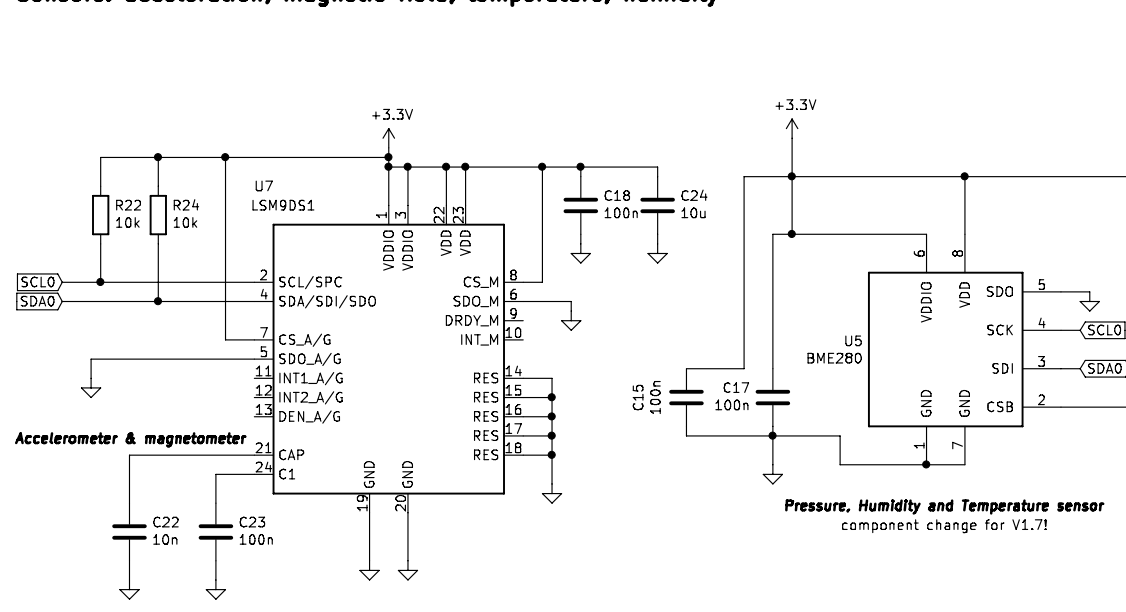 Sensors: acceleration, magnetic field, temperature, humidity
+3.3V
+3.3V
U7
LSM9DS1
R22
10k
R24
10k
C18
100n
C24
10u
1
3
22
23
VDDIO
VDDIO
VDD
VDD
SCL0
SDA0
2
SCL/SPC
4
SDA/SDI/SDO
7
CS_A/G
5
SDO_A/G
11
INT1_A/G
12
INT2_A/G
13
DEN_A/G
21
CAP
24
C1
CS_M
8
SDO_M
6
DRDY_M
9
INT_M
10
RES
14
RES
15
RES
16
RES
17
RES
18
GND
19
GND
20
Accelerometer & magnetometer
C22
10n
C23
100n
C15
100n
C17
100n
U5
BME280
6
8
VDDIO
VDD
SDO
5
SCK
4
SCL0
SDI
3
SDA0
CSB
2
GND
GND
1
7
Pressure, Humidity and Temperature sensor
component change for V1.7!